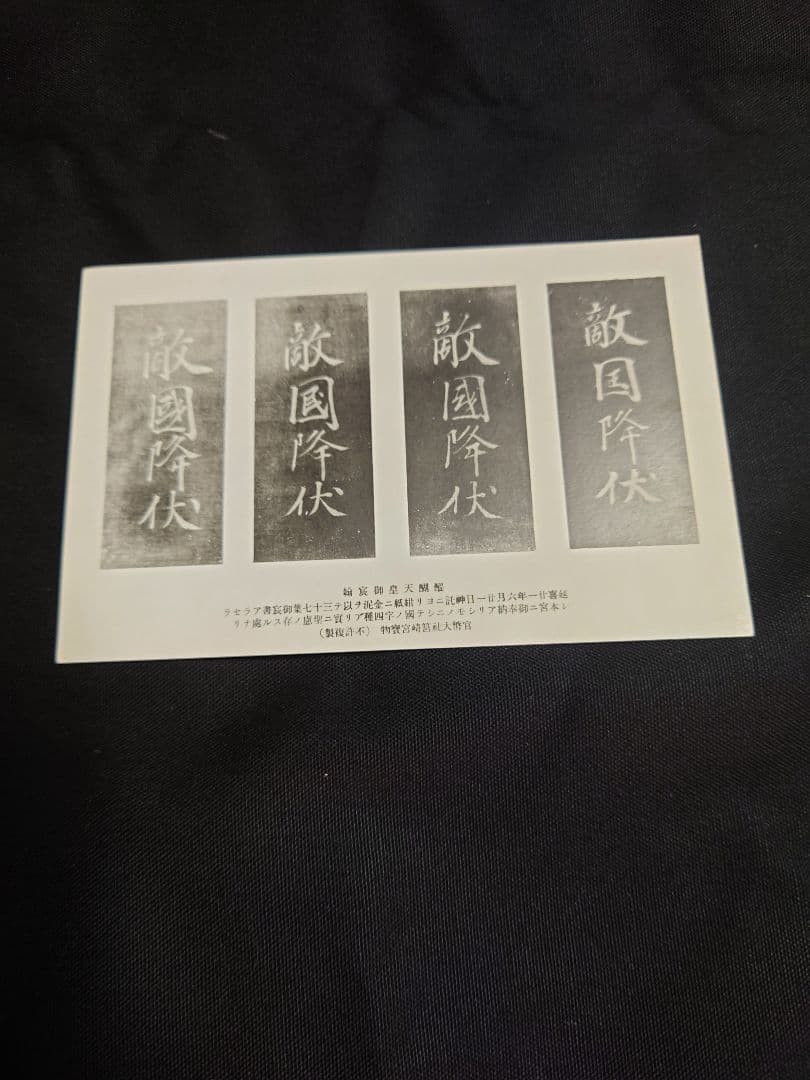 敵囯降伏
敵國降伏
敵囻降伏
敵國降伏
醍醐天皇御宸翰
延喜廿一年六月廿一日神託ニヨリ紺紙ニ金泥ヲ以テ三十七葉御宸書アラセラ
レ本宮ニ御奉納アリシモノニシテ國ノ字四種アリ實ニ聖慮ノ存スル處ナリ
官幣大社筥崎宮寶物 (不許複製)